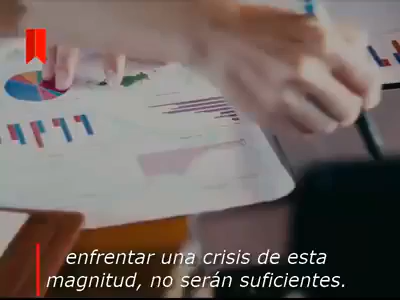 enfrentar una crisis de esta
magnitud, no serán suficientes.